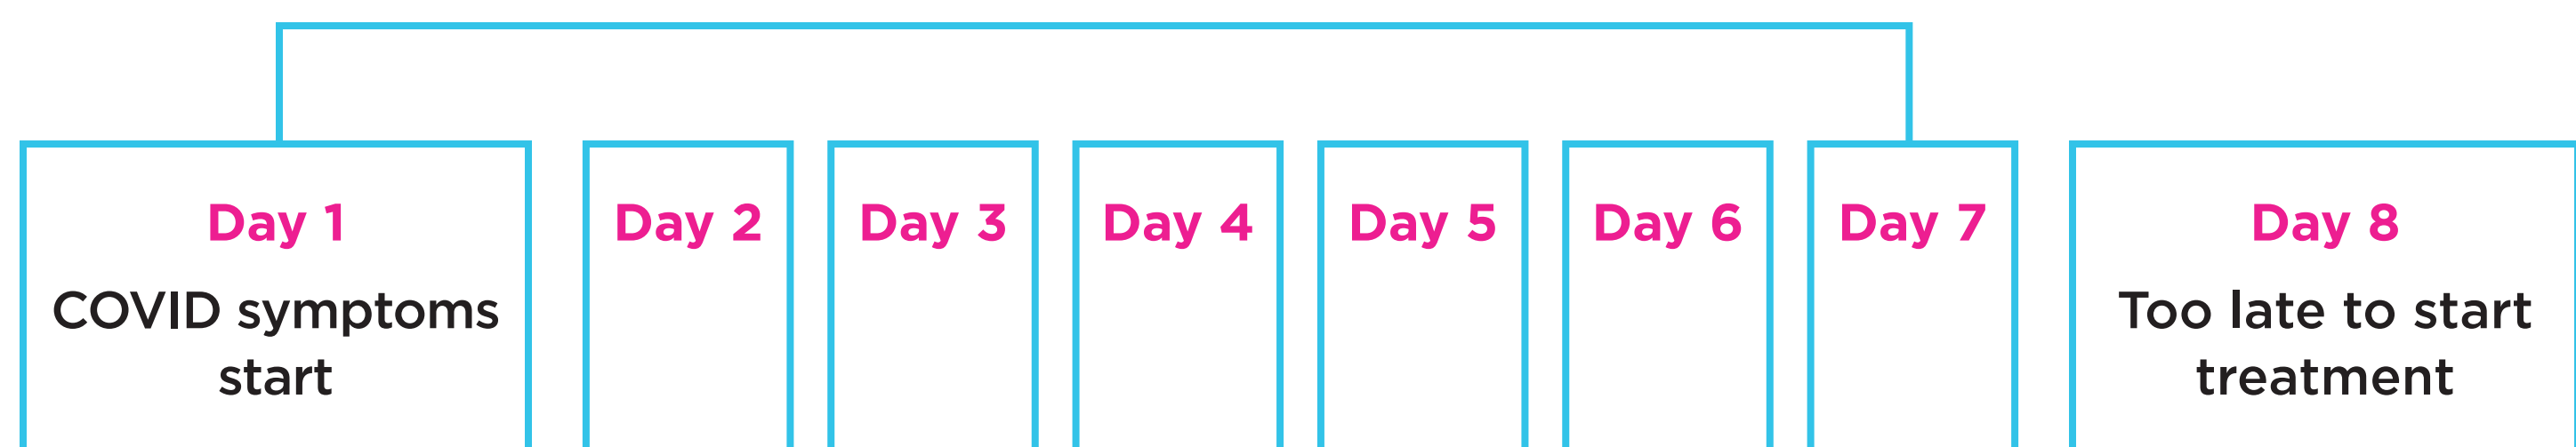 Day 1
COVID symptoms
start
Day 2
Day 3
Day 4
Day 5
Day 6
Day 7
Day 8
Too late to start
treatment